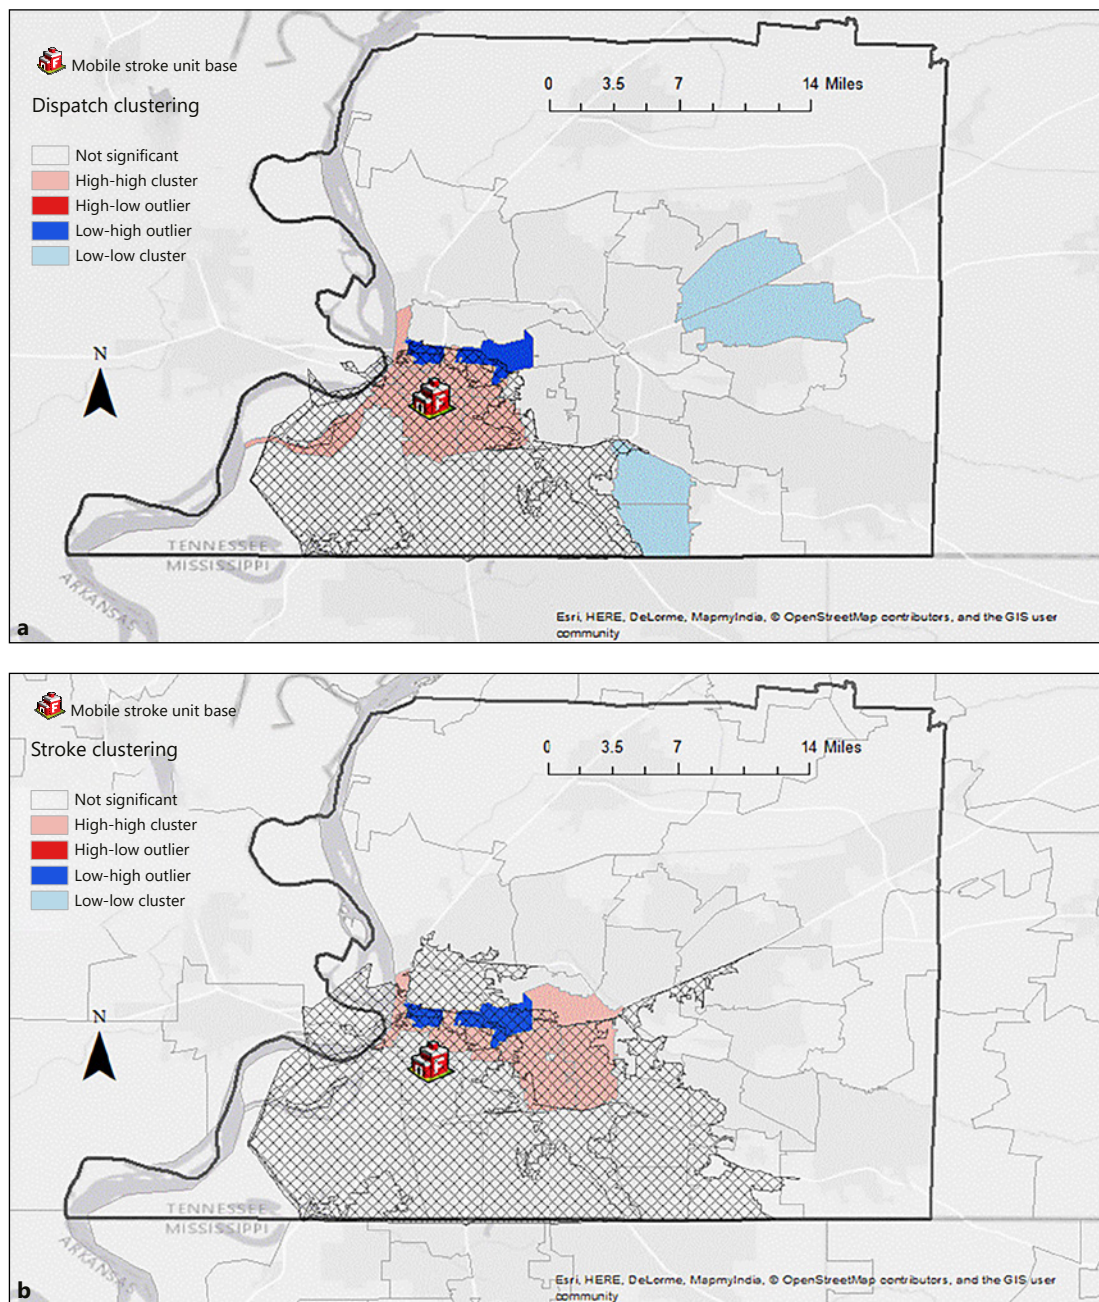 Mobile stroke unit base
Dispatch clustering
Not significant
High-high cluster
High-low outlier
Low-high outlier
Low-low cluster
0 3.5 7 14 Miles
N
F
TENNESSEE
MISSISSIPPI
ARKANSAS
Esri, HERE, DeLorme, MapmyIndia, © OpenStreetMap contributors, and the GIS user
community
a
Mobile stroke unit base
Stroke clustering
Not significant
High-high cluster
High-low outlier
Low-high outlier
Low-low cluster
0 3.5 7 14 Miles
N
F
TENNESSEE
MISSISSIPPI
ARKANSAS
Esri, HERE, DeLorme, MapmyIndia, © OpenStreetMap contributors, and the GIS user
community
b